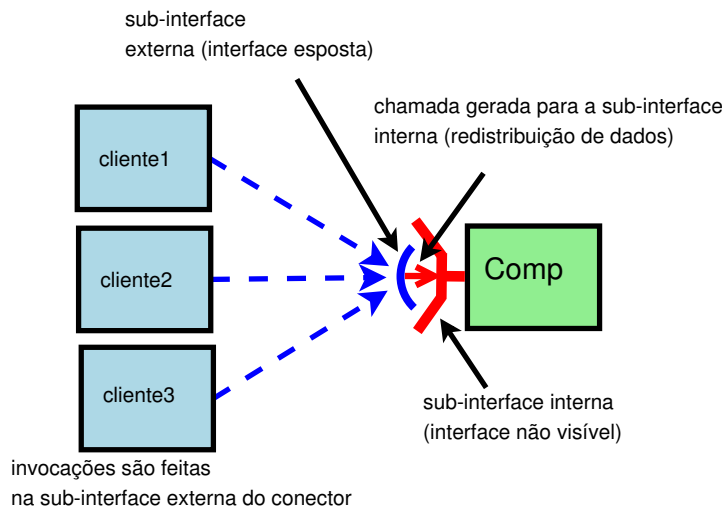 sub-interface
externa (interface esposta)
chamada gerada para a sub-interface
interna (redistribuição de dados)
cliente1
cliente2
Comp
cliente3
sub-interface interna
(interface não visível)
invocações são feitas
na sub-interface externa do conector